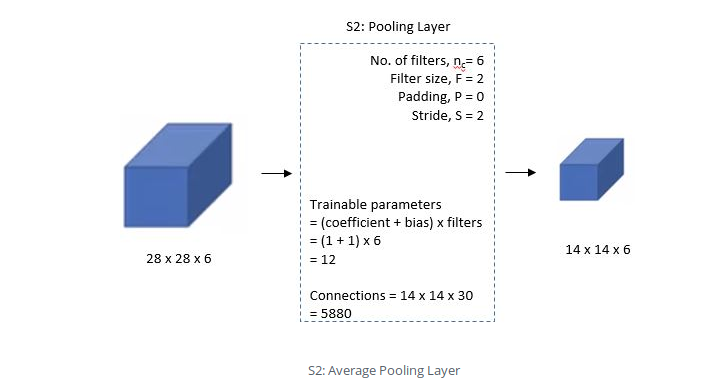 S2: Pooling Layer
No. of filters, nc= 6
Filter size, F = 2
Padding, P = 0
Stride, S = 2
Trainable parameters
= (coefficient + bias) x filters
= (1 + 1) x 6
= 12
Connections = 14 x 14 x 30
= 5880
28 x 28 x 6
14 x 14 x 6
S2: Average Pooling Layer